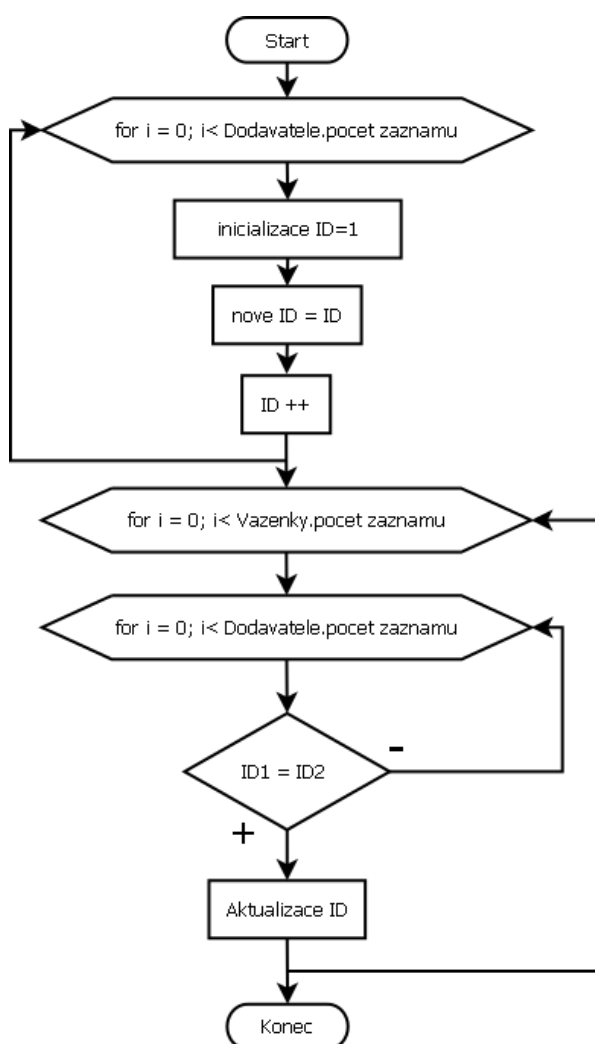 Start
for i = 0; i< Dodavatele.pocet zaznamu
inicializace ID=1
nove ID = ID
ID ++
for i = 0; i< Vazenky.pocet zaznamu
for i = 0; i< Dodavatele.pocet zaznamu
-
ID1 = ID2
+
Aktualizace ID
Konec